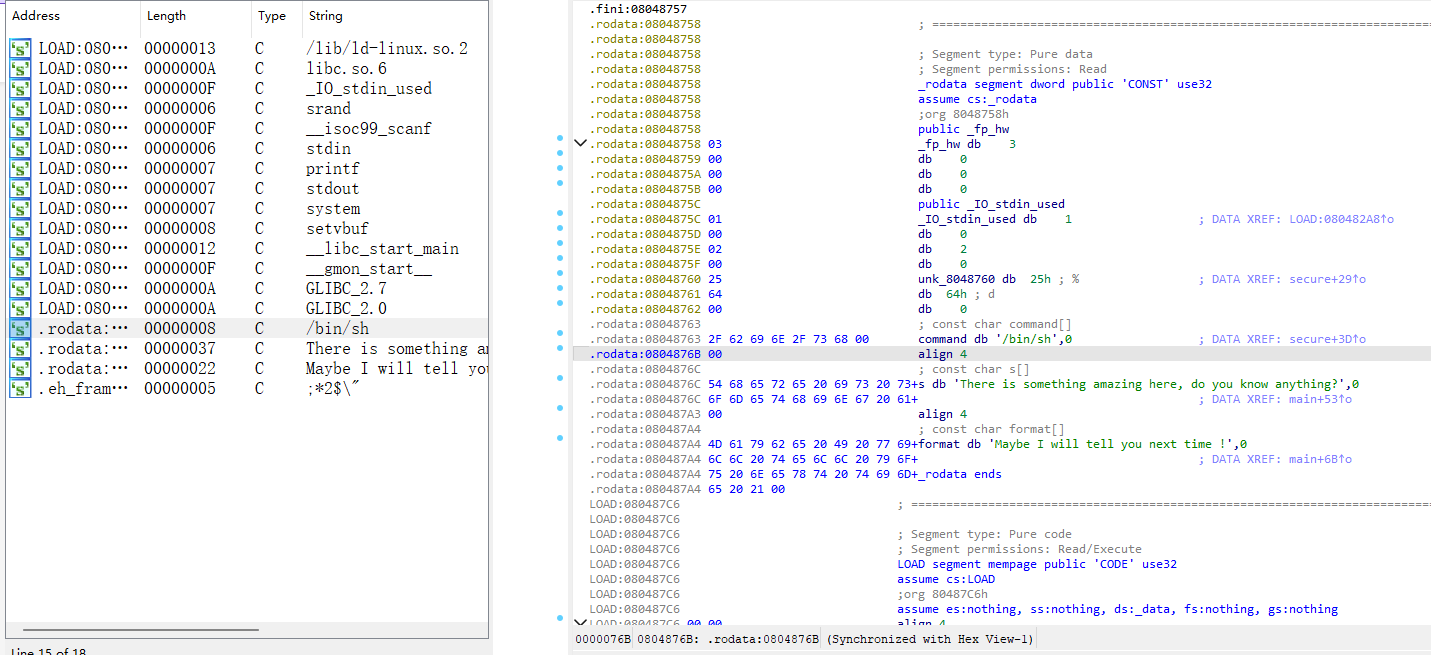 Address Length Type String
LOAD:080··· 00000013 C /lib/ld-linux.so.2
LOAD:080··· 0000000A C libc.so.6
LOAD:080··· 0000000F C _IO_stdin_used
LOAD:080··· 00000006 C srand
LOAD:080··· 0000000F C __isoc99_scanf
LOAD:080··· 00000006 C stdin
LOAD:080··· 00000007 C printf
LOAD:080··· 00000007 C stdout
LOAD:080··· 00000007 C system
LOAD:080··· 00000008 C setvbuf
LOAD:080··· 00000012 C __libc_start_main
LOAD:080··· 0000000F C __gmon_start__
LOAD:080··· 0000000A C GLIBC_2.7
LOAD:080··· 0000000A C GLIBC_2.0
.rodata:··· 00000008 C /bin/sh
.rodata:··· 00000037 C There is something a
.rodata:··· 00000022 C Maybe I will tell yo
.eh_fram··· 00000005 C ;*2$\"
Line 15 of 18
.fini:08048757
.rodata:08048758 ; ===========================================================================
.rodata:08048758
.rodata:08048758 ; Segment type: Pure data
.rodata:08048758 ; Segment permissions: Read
.rodata:08048758 _rodata segment dword public 'CONST' use32
.rodata:08048758 assume cs:_rodata
.rodata:08048758 ;org 8048758h
.rodata:08048758 public _fp_hw
.rodata:08048758 03 _fp_hw db 3
.rodata:08048759 00 db 0
.rodata:0804875A 00 db 0
.rodata:0804875B 00 db 0
.rodata:0804875C public _IO_stdin_used
.rodata:0804875C 01 _IO_stdin_used db 1 ; DATA XREF: LOAD:080482A8↑o
.rodata:0804875D 00 db 0
.rodata:0804875E 02 db 2
.rodata:0804875F 00 db 0
.rodata:08048760 25 unk_8048760 db 25h ; % ; DATA XREF: secure+29↑o
.rodata:08048761 64 db 64h ; d
.rodata:08048762 00 db 0
.rodata:08048763 ; const char command[]
.rodata:08048763 2F 62 69 6E 2F 73 68 00 command db '/bin/sh',0 ; DATA XREF: secure+3D↑o
.rodata:0804876B 00 align 4
.rodata:0804876C ; const char s[]
.rodata:0804876C 54 68 65 72 65 20 69 73 20 73+s db 'There is something amazing here, do you know anything?',0
.rodata:0804876C 6F 6D 65 74 68 69 6E 67 20 61+ ; DATA XREF: main+53↑o
.rodata:080487A3 00 align 4
.rodata:080487A4 ; const char format[]
.rodata:080487A4 4D 61 79 62 65 20 49 20 77 69+format db 'Maybe I will tell you next time !',0
.rodata:080487A4 6C 6C 20 74 65 6C 6C 20 79 6F+ ; DATA XREF: main+6B↑o
.rodata:080487A4 75 20 6E 65 78 74 20 74 69 6D+_rodata ends
.rodata:080487A4 65 20 21 00
LOAD:080487C6 ; ===========================================================================
LOAD:080487C6
LOAD:080487C6 ; Segment type: Pure code
LOAD:080487C6 ; Segment permissions: Read/Execute
LOAD:080487C6 LOAD segment mempage public 'CODE' use32
LOAD:080487C6 assume cs:LOAD
LOAD:080487C6 ;org 80487C6h
LOAD:080487C6 assume es:nothing, ss:nothing, ds:_data, fs:nothing, gs:nothing
LOAD:080487C6 00 00 align 4
0000076B 0804876B: .rodata:0804876B (Synchronized with Hex View-1)